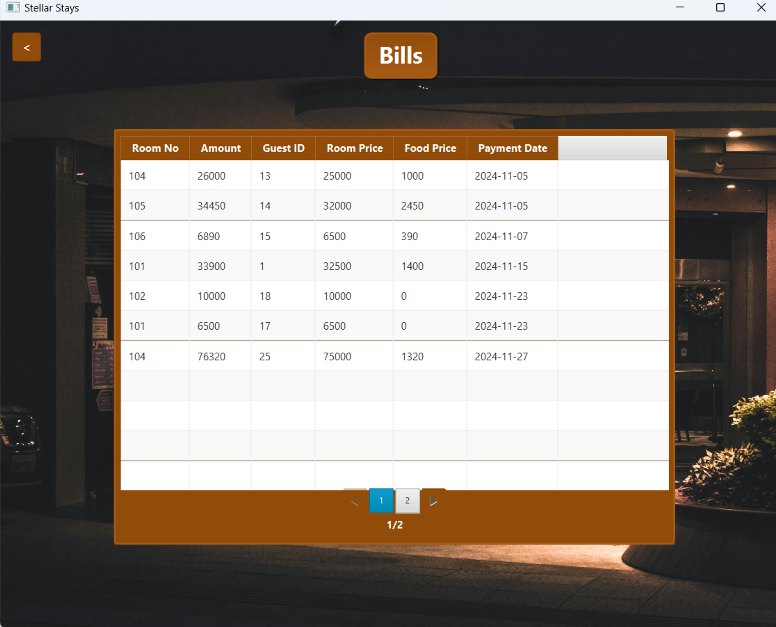 Stellar Stays
<
Bills
Room No Amount Guest ID Room Price Food Price Payment Date
104 26000 13 25000 1000 2024-11-05
105 34450 14 32000 2450 2024-11-05
106 6890 15 6500 390 2024-11-07
101 33900 1 32500 1400 2024-11-15
102 10000 18 10000 0 2024-11-23
101 6500 17 6500 0 2024-11-23
104 76320 25 75000 1320 2024-11-27
1 2
1/2